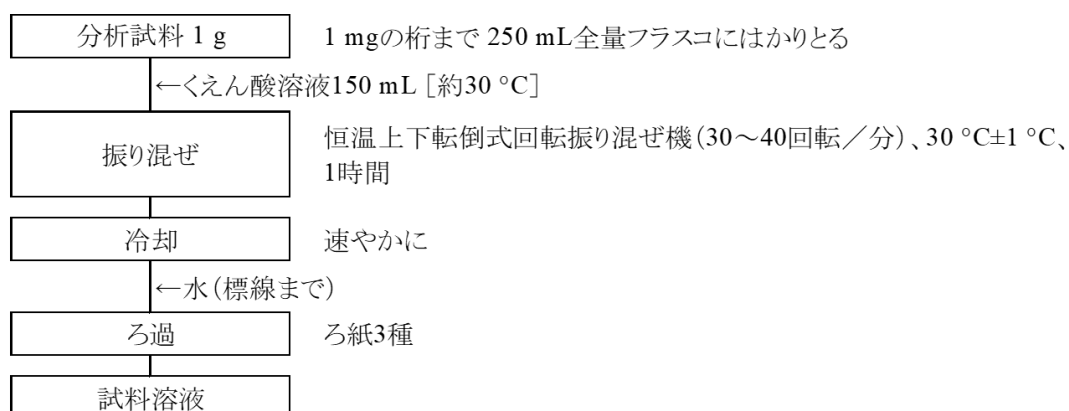 分析試料 1 g
1 mgの桁まで 250 mL全量フラスコにはかりとる
←くえん酸溶液150 mL［約30 °C］
振り混ぜ
恒温上下転倒式回転振り混ぜ機（30～40回転／分）、30 °C±1 °C、
1時間
冷却
速やかに
←水（標線まで）
ろ過
ろ紙3種
試料溶液